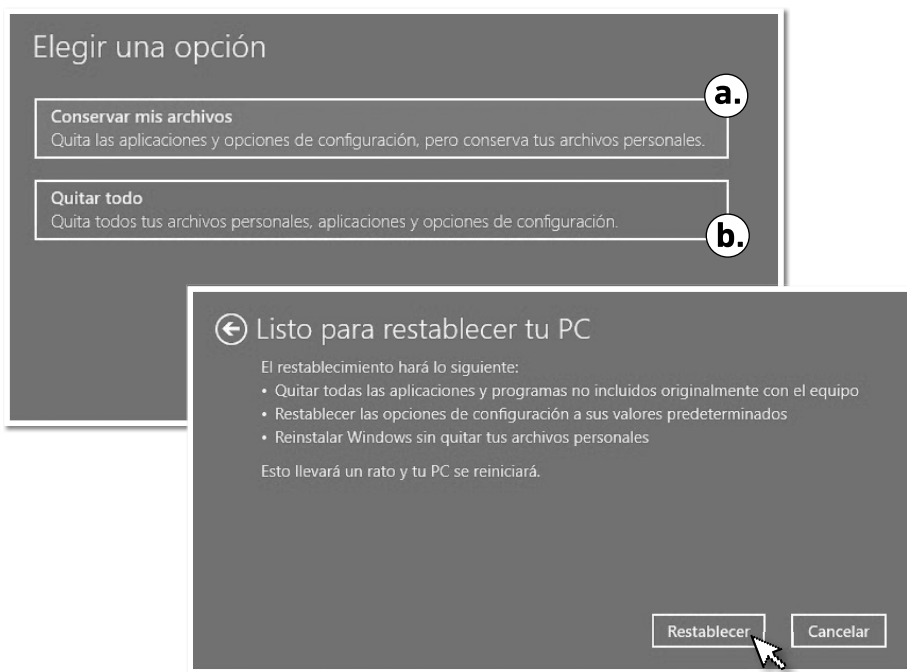 Elegir una opción
a.
Conservar mis archivos
Quita las aplicaciones y opciones de configuración, pero conserva tus archivos personales.
Quitar todo
Quita todos tus archivos personales, aplicaciones y opciones de configuración.
b.
Listo para restablecer tu PC
El restablecimiento hará lo siguiente:
• Quitar todas las aplicaciones y programas no incluidos originalmente con el equipo
• Restablecer las opciones de configuración a sus valores predeterminados
• Reinstalar Windows sin quitar tus archivos personales
Esto llevará un rato y tu PC se reiniciará.
Restablecer Cancelar